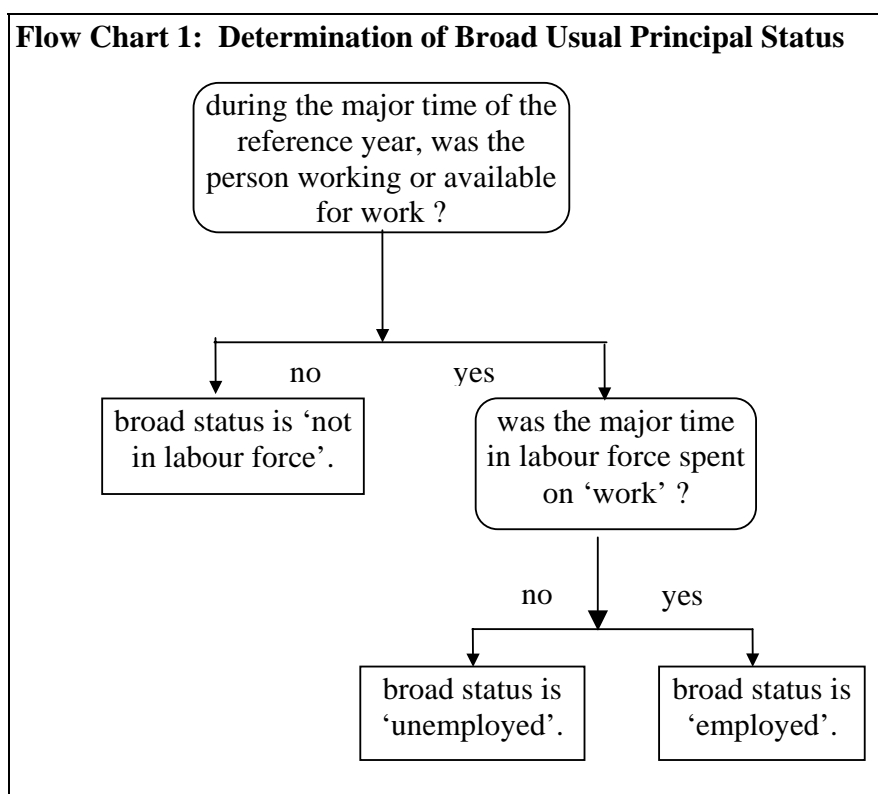 Flow Chart 1: Determination of Broad Usual Principal Status
during the major time of the
reference year, was the
person working or available
for work ?
no yes
broad status is ‘not
in labour force’.
was the major time
in labour force spent
on ‘work’ ?
no yes
broad status is
‘unemployed’.
broad status is
‘employed’.